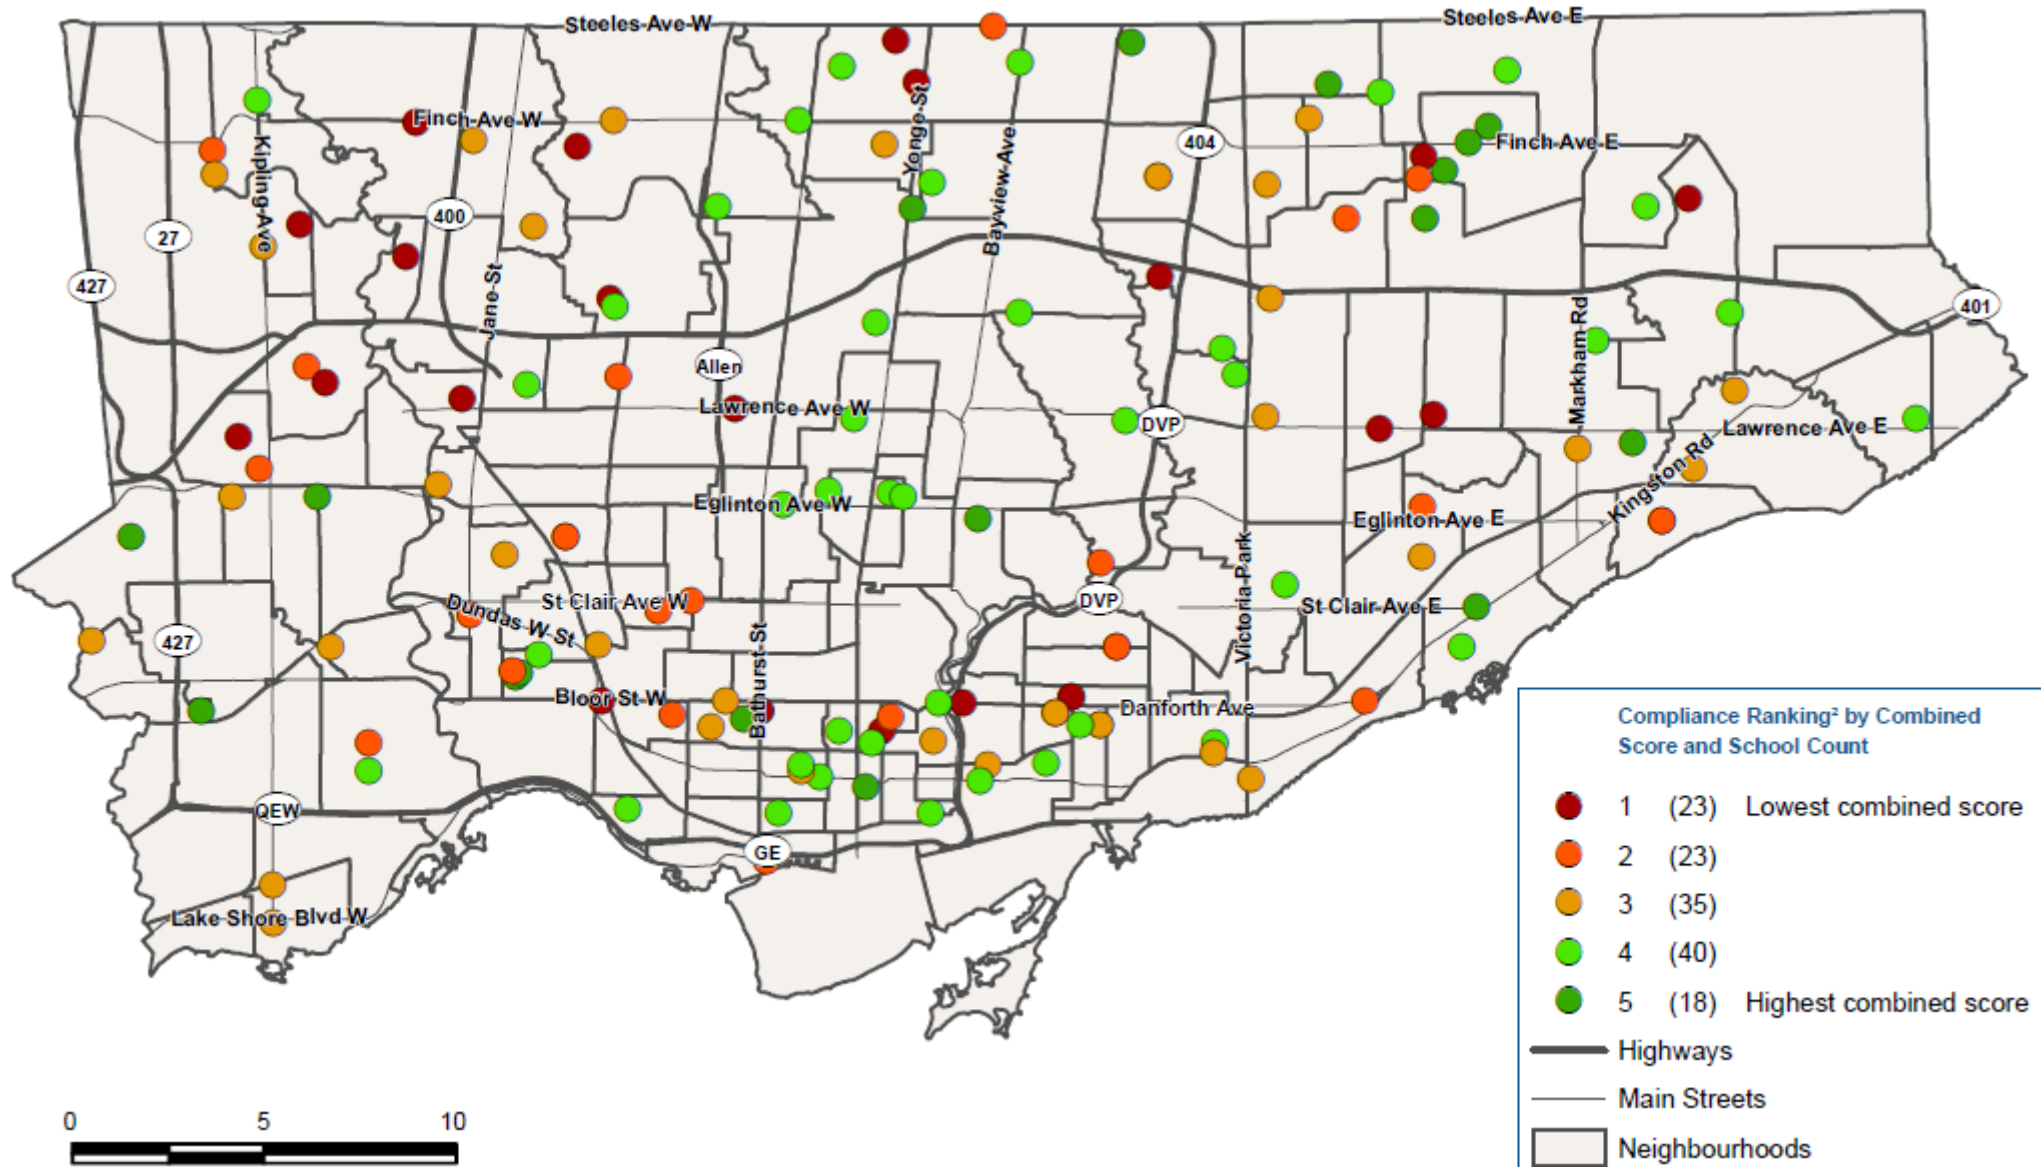 Steeles Ave W
Steeles Ave E
Finch Ave W
Yonge St
404
Finch Ave E
Kipling Ave
Bayview Ave
400
27
427
Jane St
Markham Rd
401
Allen
Lawrence Ave W
DVP
Lawrence Ave E
Kingston Rd
Eglinton Ave W
Eglinton Ave E
Victoria Park
DVP
St Clair Ave W
St Clair Ave E
Dundas W St
427
Bathurst St
Bloor St W
Danforth Ave
QEW
GE
Lake Shore Blvd W
Compliance Ranking² by Combined
Score and School Count
1 (23) Lowest combined score
2 (23)
3 (35)
4 (40)
5 (18) Highest combined score
Highways
Main Streets
Neighbourhoods
0 5 10